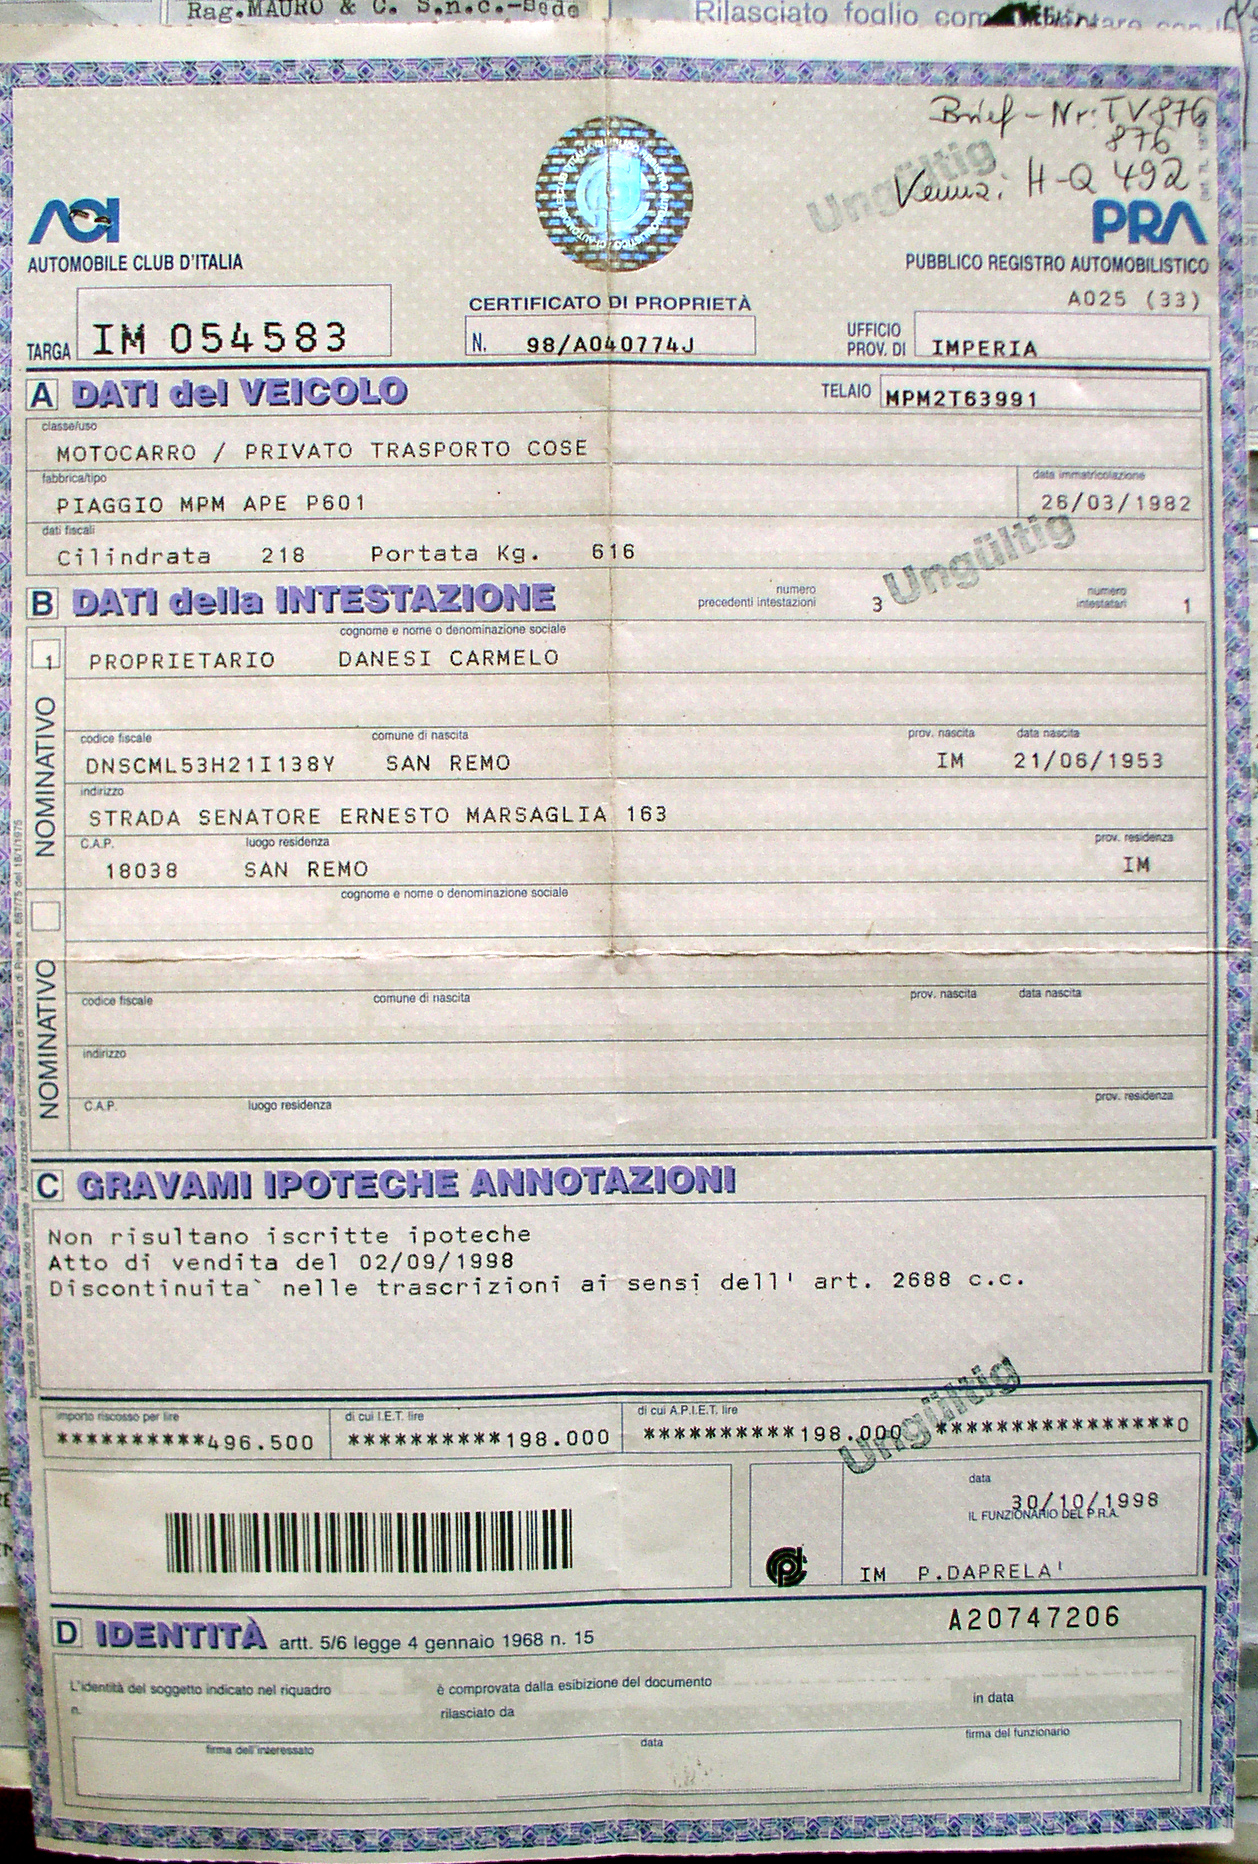 Rag.MAURO & C. S.n.c.-Sede
Rilasciato foglio complementare con
Brief-Nr: TV876
876
H-Q 492
Ungültig
ACI
AUTOMOBILE CLUB D'ITALIA
PRA
PUBBLICO REGISTRO AUTOMOBILISTICO
A025 (33)
TARGA IM 054583
CERTIFICATO DI PROPRIETÀ
N. 98/A040774J
UFFICIO
PROV. DI IMPERIA
A DATI del VEICOLO
TELAIO MPM2T63991
classe/uso
MOTOCARRO / PRIVATO TRASPORTO COSE
fabbrica/tipo data immatricolazione
PIAGGIO MPM APE P601 26/03/1982
dati fiscali
Cilindrata 218 Portata Kg. 616
Ungültig
B DATI della INTESTAZIONE
numero
precedenti intestazioni 3
numero
intestatari 1
cognome e nome o denominazione sociale
1 PROPRIETARIO DANESI CARMELO
NOMINATIVO
codice fiscale comune di nascita prov. nascita data nascita
DNSCML53H21I138Y SAN REMO IM 21/06/1953
indirizzo
STRADA SENATORE ERNESTO MARSAGLIA 163
C.A.P. luogo residenza prov. residenza
18038 SAN REMO IM
cognome e nome o denominazione sociale
NOMINATIVO
codice fiscale comune di nascita prov. nascita data nascita
indirizzo
C.A.P. luogo residenza prov. residenza
C GRAVAMI IPOTECHE ANNOTAZIONI
Non risultano iscritte ipoteche
Atto di vendita del 02/09/1998
Discontinuita` nelle trascrizioni ai sensi dell' art. 2688 c.c.
Ungültig
importo riscosso per lire di cui I.E.T. lire di cui A.P.I.E.T. lire
**********496.500 **********198.000 **********198.000 ****************0
data
30/10/1998
IL FUNZIONARIO DEL P.R.A.
IM P.DAPRELA'
D IDENTITÀ artt. 5/6 legge 4 gennaio 1968 n. 15
A20747206
L'identità del soggetto indicato nel riquadro è comprovata dalla esibizione del documento
n. rilasciato da in data
firma dell'interessato data firma del funzionario